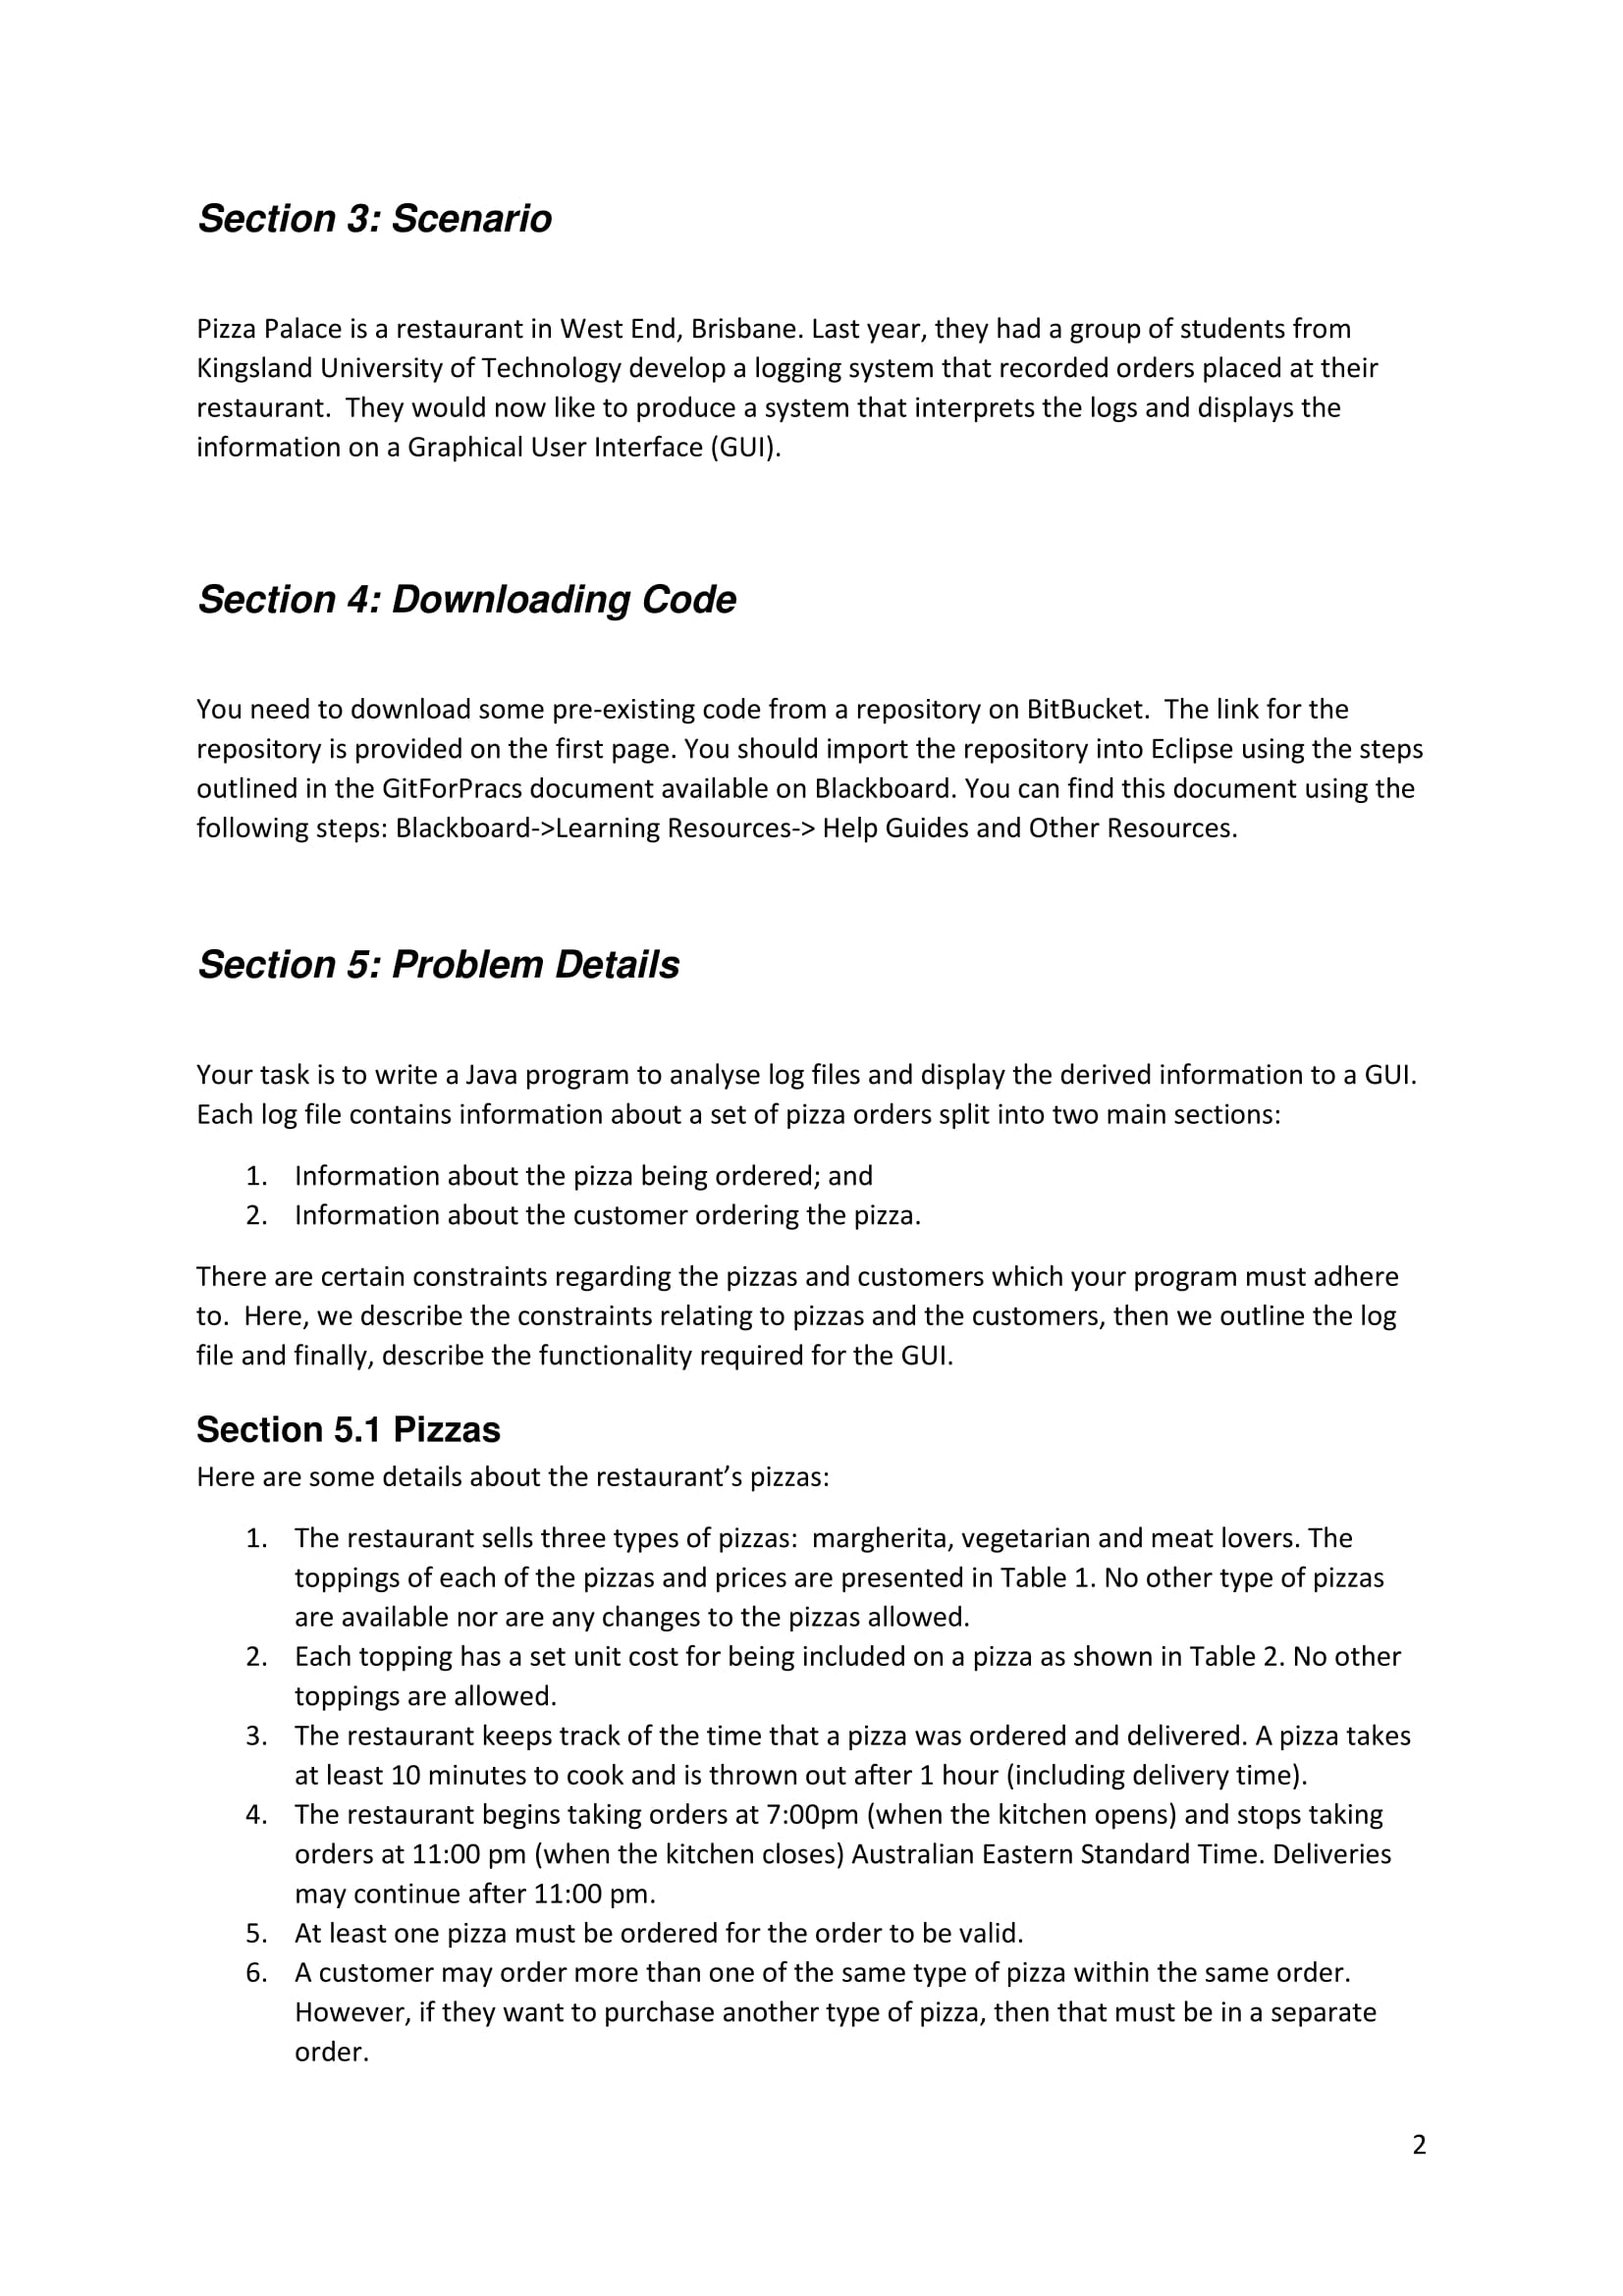 Section 3: Scenario
Pizza Palace is a restaurant in West End, Brisbane. Last year, they had a group of students from
Kingsland University of Technology develop a logging system that recorded orders placed at their
restaurant.  They would now like to produce a system that interprets the logs and displays the
information on a Graphical User Interface (GUI).
Section 4: Downloading Code
You need to download some pre-existing code from a repository on BitBucket.  The link for the
repository is provided on the first page. You should import the repository into Eclipse using the steps
outlined in the GitForPracs document available on Blackboard. You can find this document using the
following steps: Blackboard->Learning Resources-> Help Guides and Other Resources.
Section 5: Problem Details
Your task is to write a Java program to analyse log files and display the derived information to a GUI.
Each log file contains information about a set of pizza orders split into two main sections:
1. Information about the pizza being ordered; and
2. Information about the customer ordering the pizza.
There are certain constraints regarding the pizzas and customers which your program must adhere
to.  Here, we describe the constraints relating to pizzas and the customers, then we outline the log
file and finally, describe the functionality required for the GUI.
Section 5.1 Pizzas
Here are some details about the restaurant’s pizzas:
1. The restaurant sells three types of pizzas:  margherita, vegetarian and meat lovers. The
toppings of each of the pizzas and prices are presented in Table 1. No other type of pizzas
are available nor are any changes to the pizzas allowed.
2. Each topping has a set unit cost for being included on a pizza as shown in Table 2. No other
toppings are allowed.
3. The restaurant keeps track of the time that a pizza was ordered and delivered. A pizza takes
at least 10 minutes to cook and is thrown out after 1 hour (including delivery time).
4. The restaurant begins taking orders at 7:00pm (when the kitchen opens) and stops taking
orders at 11:00 pm (when the kitchen closes) Australian Eastern Standard Time. Deliveries
may continue after 11:00 pm.
5. At least one pizza must be ordered for the order to be valid.
6. A customer may order more than one of the same type of pizza within the same order.
However, if they want to purchase another type of pizza, then that must be in a separate
order.
2